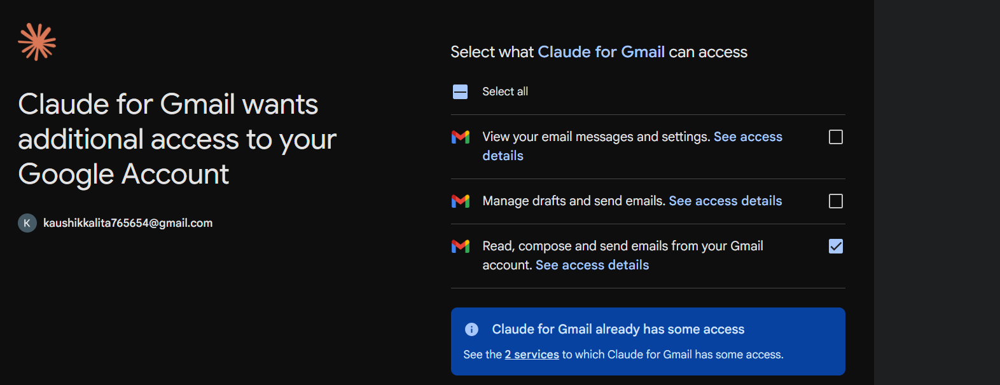 Claude for Gmail wants
additional access to your
Google Account
K kaushikkalita765654@gmail.com
Select what Claude for Gmail can access
Select all
View your email messages and settings. See access
details
Manage drafts and send emails. See access details
Read, compose and send emails from your Gmail
account. See access details
Claude for Gmail already has some access
See the 2 services to which Claude for Gmail has some access.